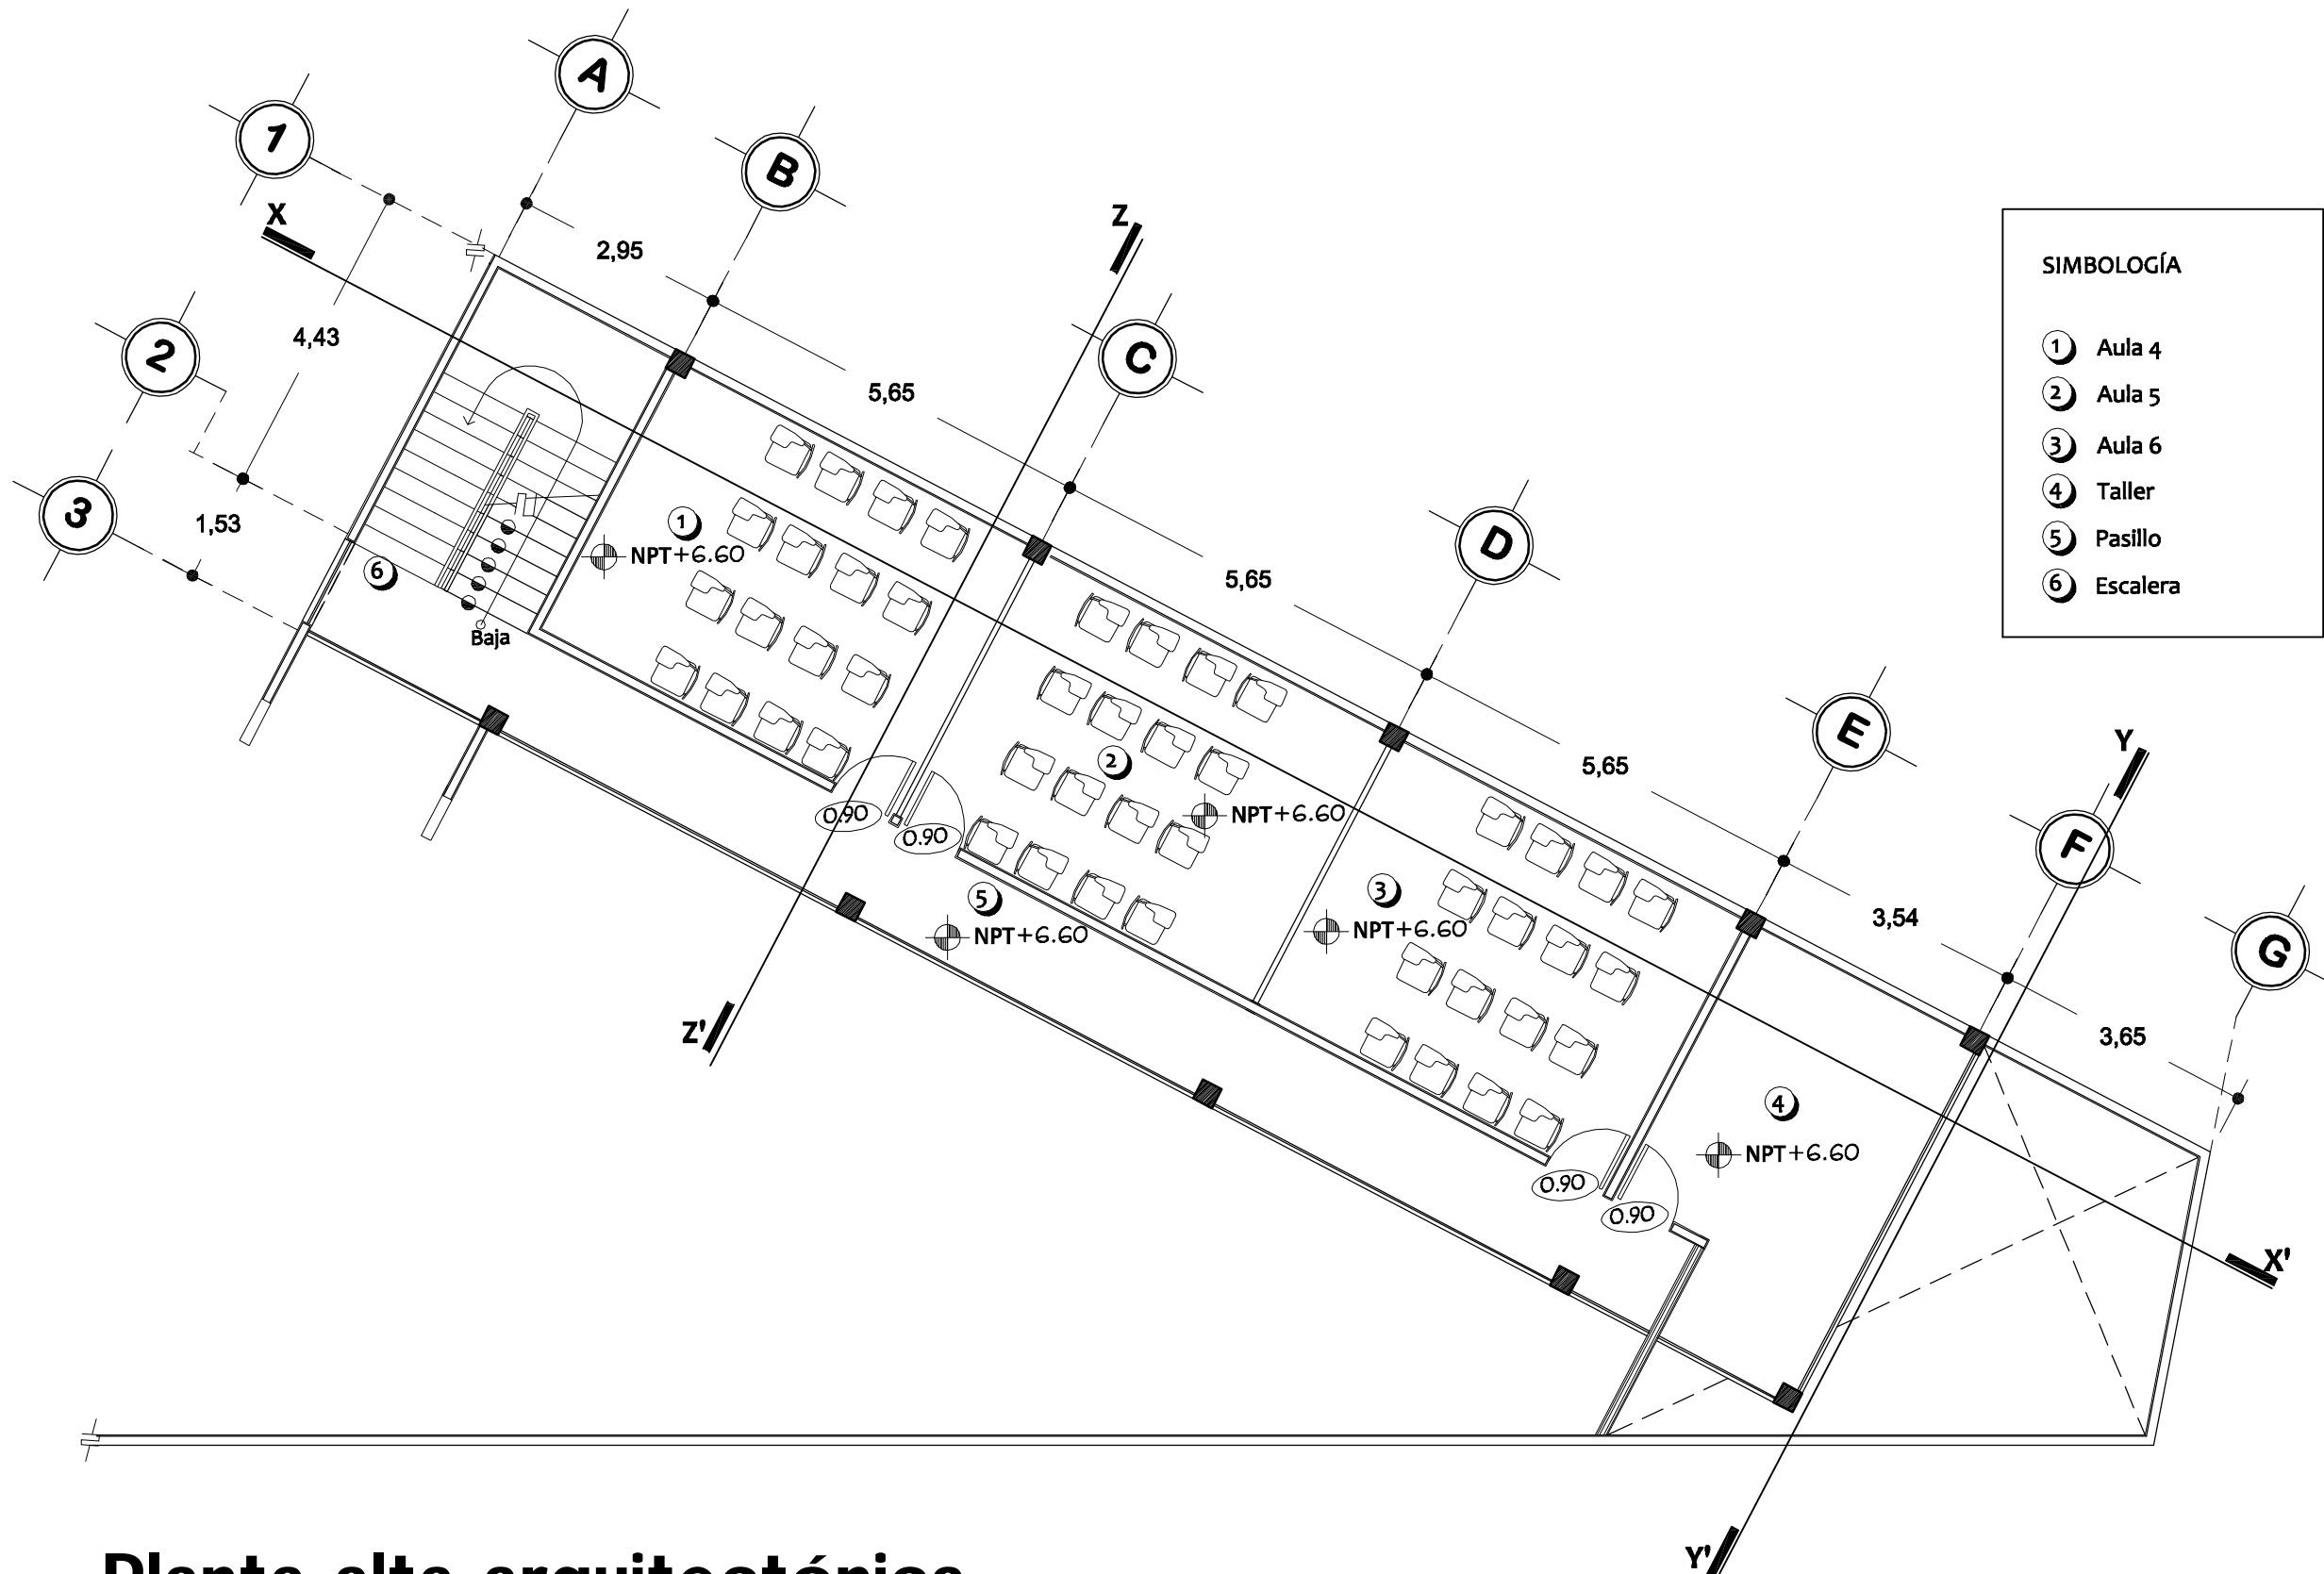 A
1
B
X
Z
2,95
4,43
2
C
5,65
3
1,53
D
1
NPT+6.60
6
Baja
5,65
E
2
NPT+6.60
0.90
0.90
5,65
Y
F
5
NPT+6.60
3
NPT+6.60
3,54
G
Z'
3,65
4
NPT+6.60
0.90
0.90
X'
Y'
SIMBOLOGÍA
1 Aula 4
2 Aula 5
3 Aula 6
4 Taller
5 Pasillo
6 Escalera
Planta alta arquitectónica